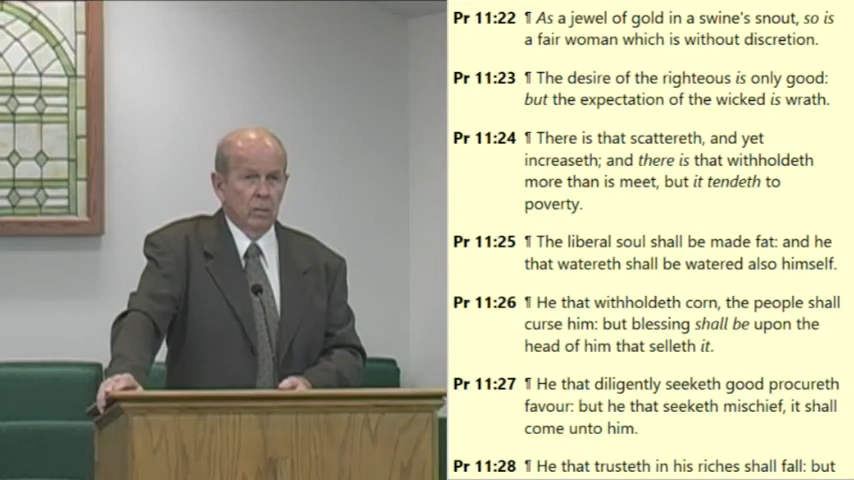 Pr 11:22 ¶ As a jewel of gold in a swine's snout, so is
a fair woman which is without discretion.
Pr 11:23 ¶ The desire of the righteous is only good:
but the expectation of the wicked is wrath.
Pr 11:24 ¶ There is that scattereth, and yet
increaseth; and there is that withholdeth
more than is meet, but it tendeth to
poverty.
Pr 11:25 ¶ The liberal soul shall be made fat: and he
that watereth shall be watered also himself.
Pr 11:26 ¶ He that withholdeth corn, the people shall
curse him: but blessing shall be upon the
head of him that selleth it.
Pr 11:27 ¶ He that diligently seeketh good procureth
favour: but he that seeketh mischief, it shall
come unto him.
Pr 11:28 ¶ He that trusteth in his riches shall fall: but